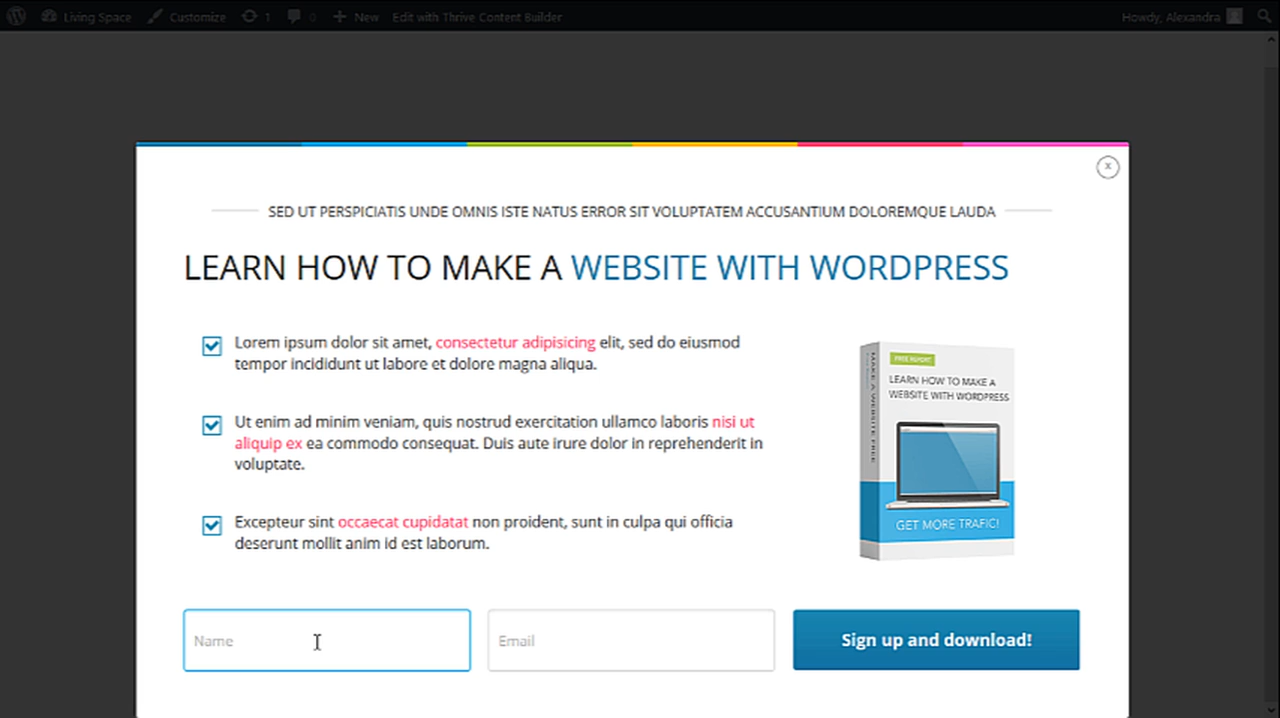 Living Space Customize 1 0 New Edit with Thrive Content Builder Howdy, Alexandra
x
SED UT PERSPICIATIS UNDE OMNIS ISTE NATUS ERROR SIT VOLUPTATEM ACCUSANTIUM DOLOREMQUE LAUDA
LEARN HOW TO MAKE A WEBSITE WITH WORDPRESS
Lorem ipsum dolor sit amet, consectetur adipisicing elit, sed do eiusmod
tempor incididunt ut labore et dolore magna aliqua.
Ut enim ad minim veniam, quis nostrud exercitation ullamco laboris nisi ut
aliquip ex ea commodo consequat. Duis aute irure dolor in reprehenderit in
voluptate.
Excepteur sint occaecat cupidatat non proident, sunt in culpa qui officia
deserunt mollit anim id est laborum.
MAKE A WEBSITE FREE
FREE REPORT
LEARN HOW TO MAKE A
WEBSITE WITH WORDPRESS
GET MORE TRAFIC!
Name
Email
Sign up and download!